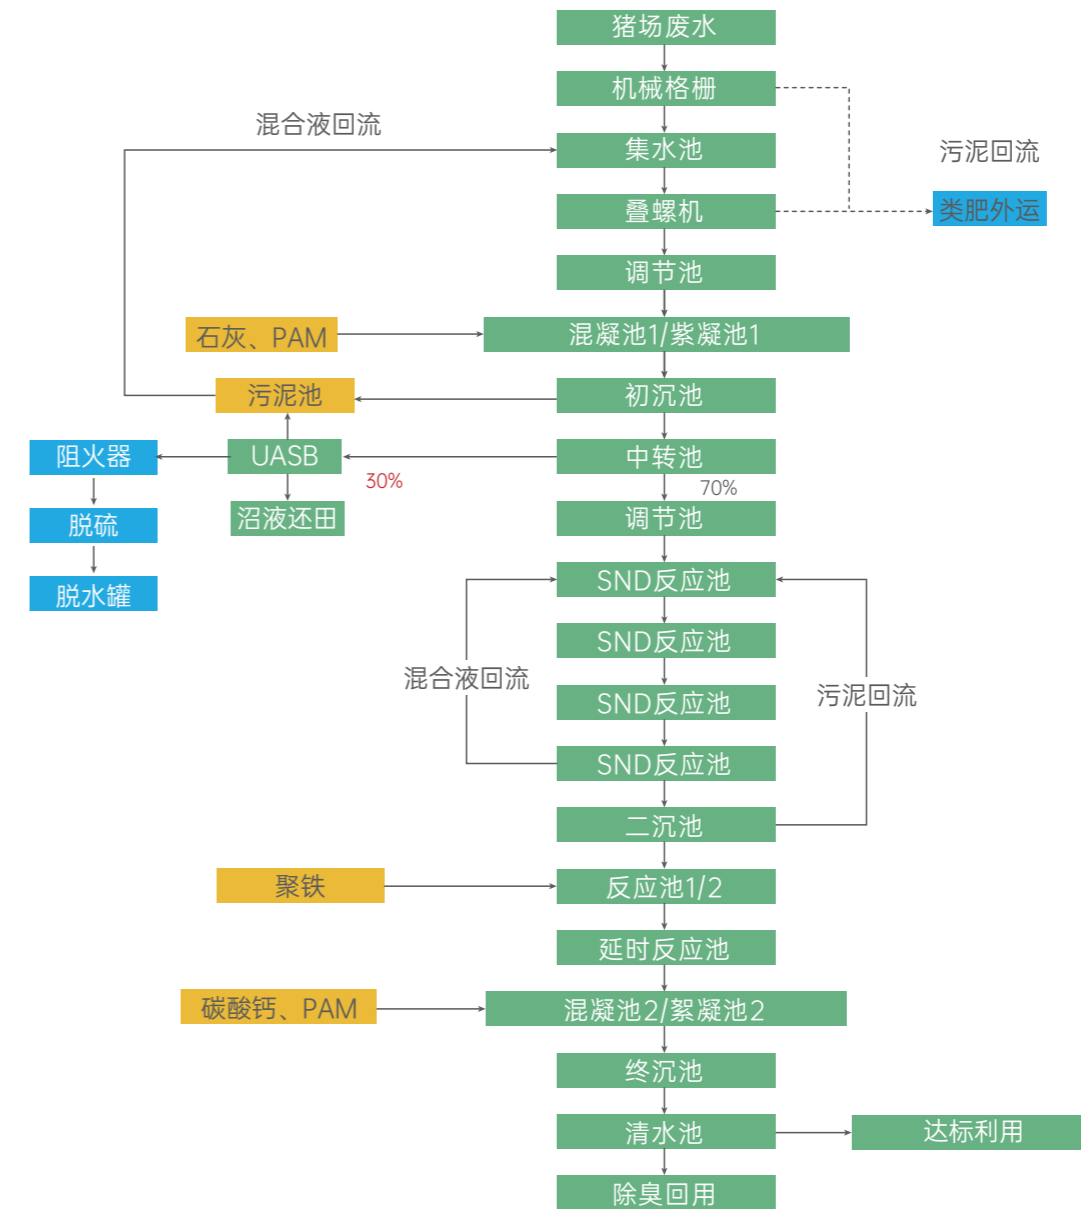 猪场废水
机械格栅
混合液回流
集水池
污泥回流
叠螺机
类肥外运
调节池
石灰、PAM
混凝池1/紫凝池1
污泥池
初沉池
阻火器
UASB
中转池
30%
70%
脱硫
沼液还田
调节池
脱水罐
SND反应池
SND反应池
混合液回流
污泥回流
SND反应池
SND反应池
二沉池
聚铁
反应池1/2
延时反应池
碳酸钙、PAM
混凝池2/絮凝池2
终沉池
清水池
达标利用
除臭回用